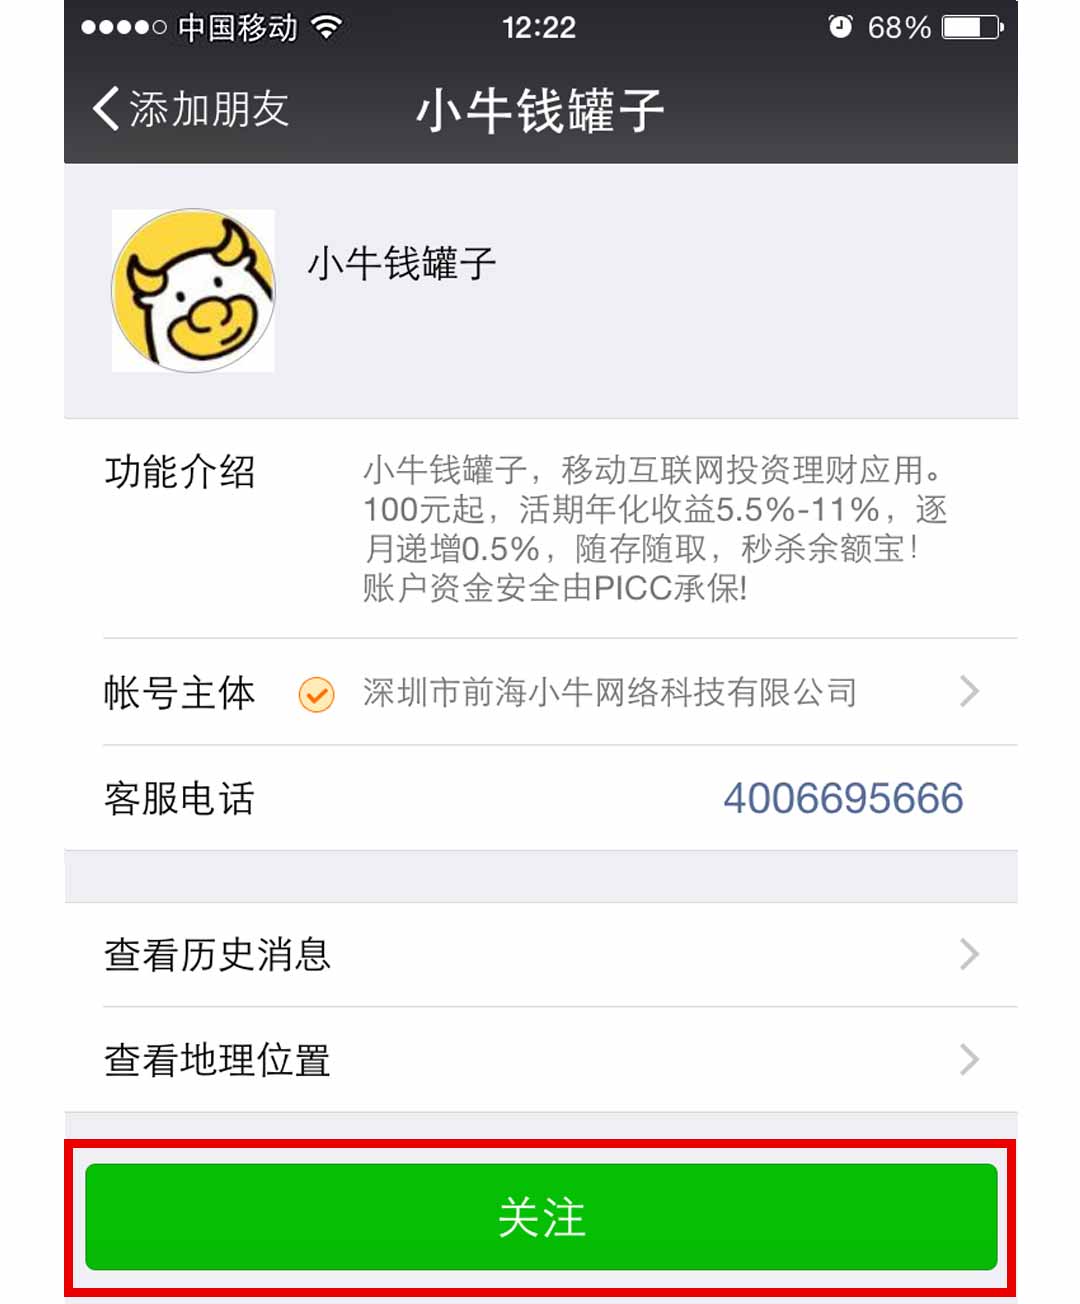 中国移动 12:22 68%
添加朋友 小牛钱罐子
小牛钱罐子
功能介绍 小牛钱罐子，移动互联网投资理财应用。
100元起，活期年化收益5.5%-11%，逐
月递增0.5%，随存随取，秒杀余额宝！
账户资金安全由PICC承保!
帐号主体 深圳市前海小牛网络科技有限公司
客服电话 4006695666
查看历史消息
查看地理位置
关注